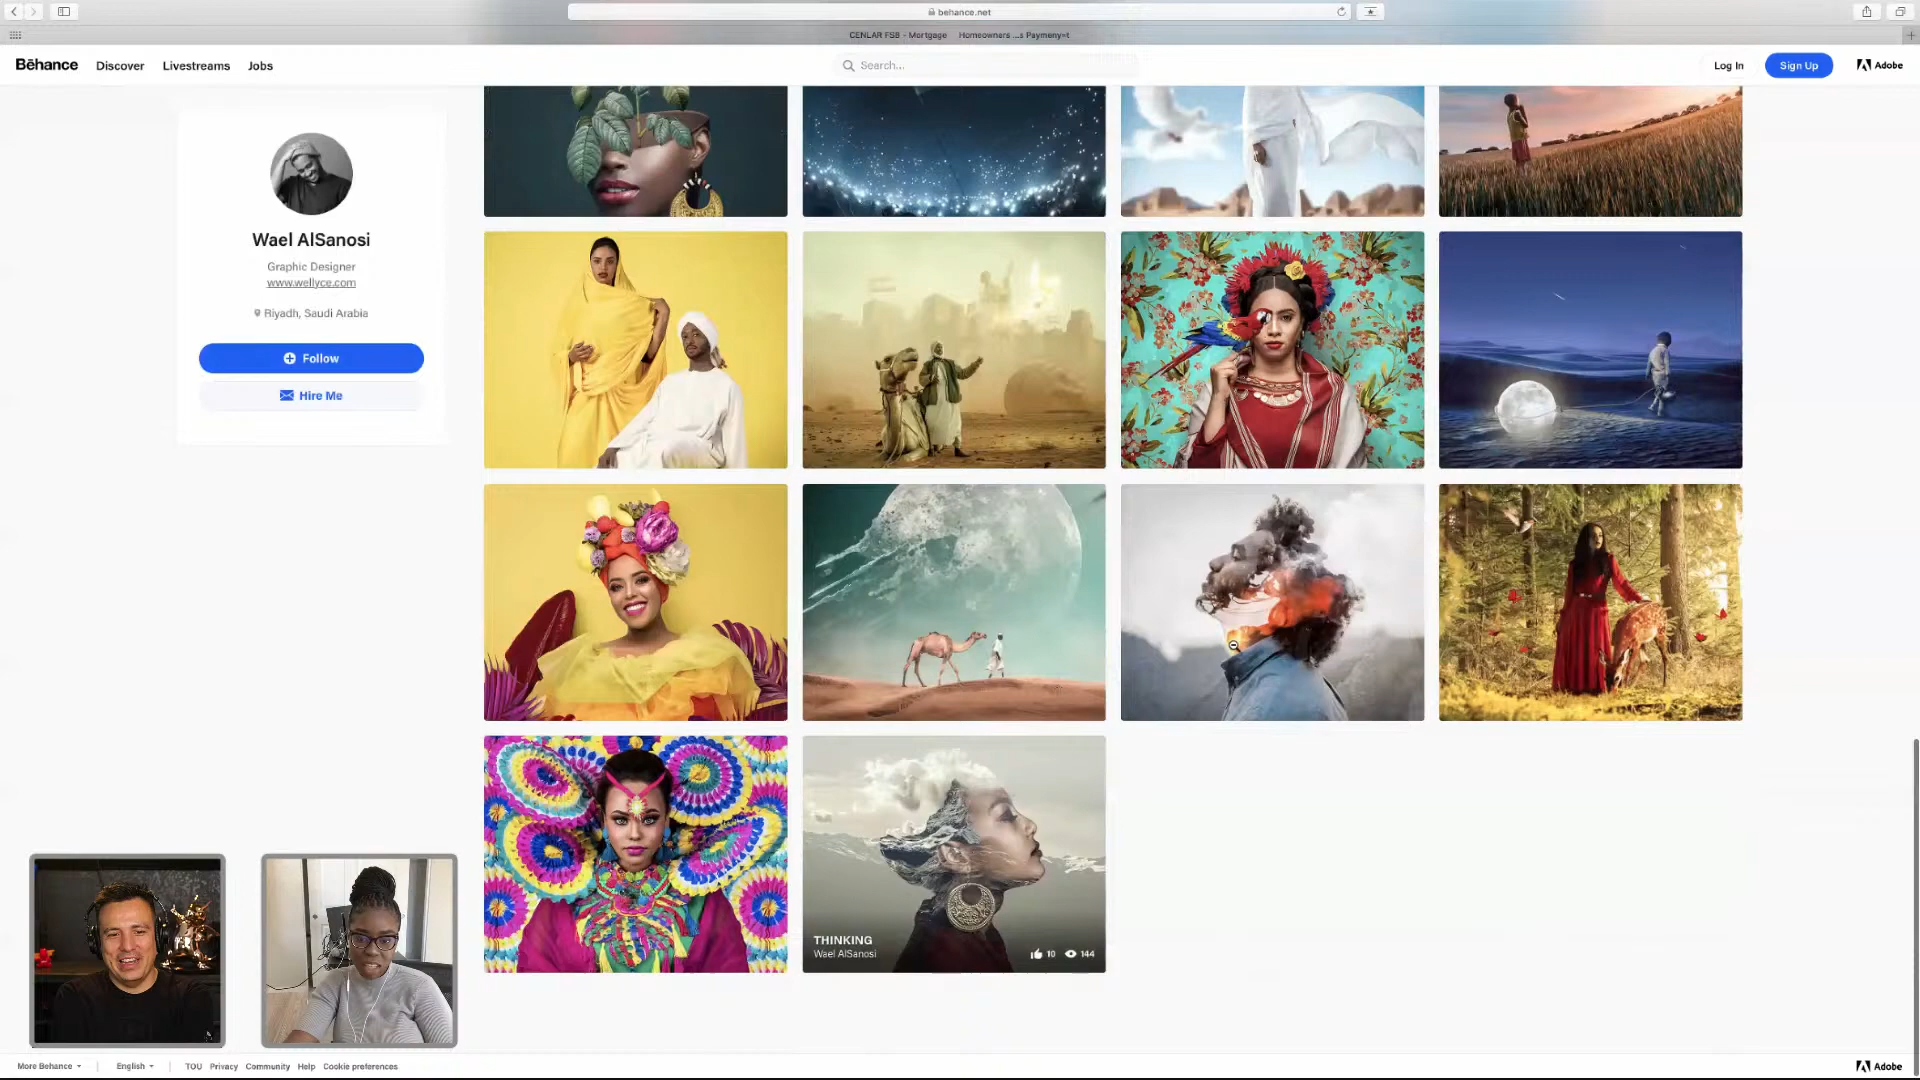 behance.net
CENLAR FSB - Mortgage
Homeowners ...s Paymeny=t
Bēhance
Discover
Livestreams
Jobs
Search...
Log In
Sign Up
Adobe
Wael AlSanosi
Graphic Designer
www.wellyce.com
Riyadh, Saudi Arabia
Follow
Hire Me
THINKING
Wael AlSanosi
10
144
More Behance
English
TOU
Privacy
Community
Help
Cookie preferences
Adobe